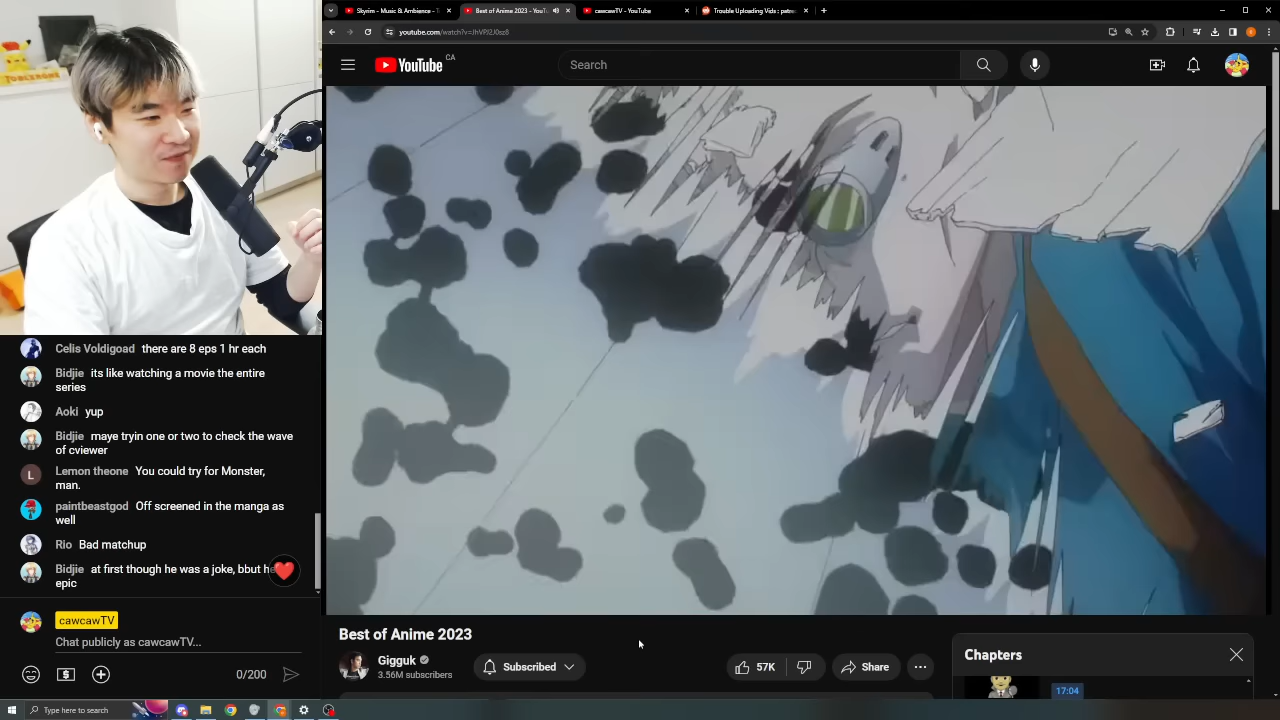 Skyrim - Music & Ambience - T
Best of Anime 2023 - YouTu
cawcawTV - YouTube
Trouble Uploading Vids : patre
youtube.com/watch?v=JhVPJ2J0sz8
YouTube CA
Search
Celis Voldigoad there are 8 eps 1 hr each
Bidjie its like watching a movie the entire
series
Aoki yup
Bidjie maye tryin one or two to check the wave
of cviewer
L
Lemon theone You could try for Monster,
man.
paintbeastgod Off screened in the manga as
well
Rio Bad matchup
Bidjie at first though he was a joke, bbut he
epic
cawcawTV
Chat publicly as cawcawTV...
0/200
Best of Anime 2023
Gigguk
3.56M subscribers
Subscribed
57K
Share
Chapters
17:04
Type here to search